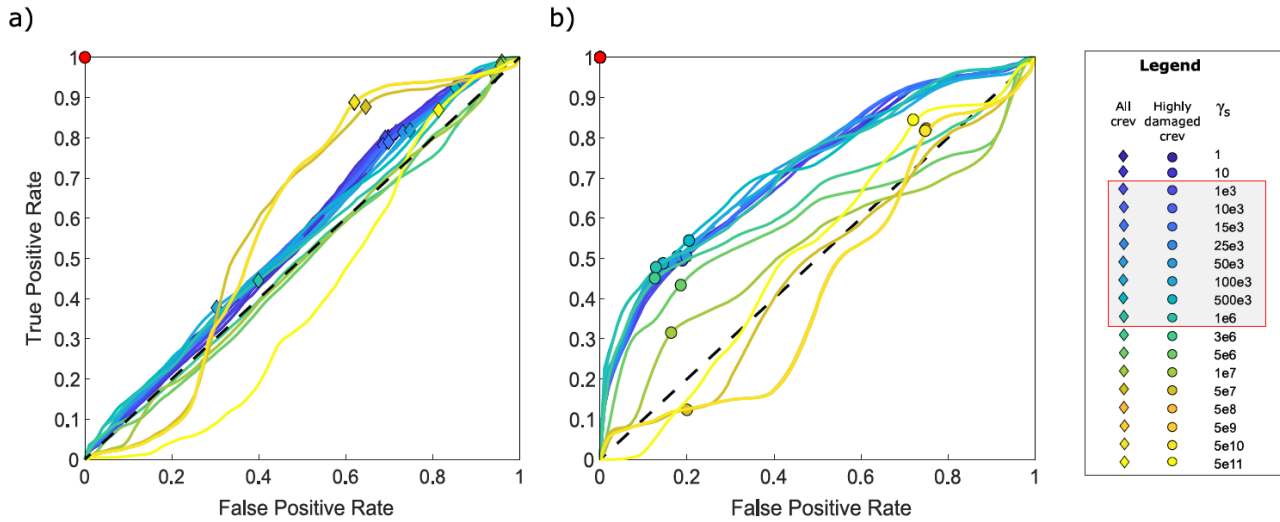 a)
1
0.9
0.8
0.7
0.6
0.5
0.4
0.3
0.2
0.1
0
0 0.2 0.4 0.6 0.8 1
True Positive Rate
False Positive Rate
b)
1
0.9
0.8
0.7
0.6
0.5
0.4
0.3
0.2
0.1
0
0 0.2 0.4 0.6 0.8 1
False Positive Rate
Legend
All crev
Highly damaged crev
γs
1
10
1e3
10e3
15e3
25e3
50e3
100e3
500e3
1e6
3e6
5e6
1e7
5e7
5e8
5e9
5e10
5e11